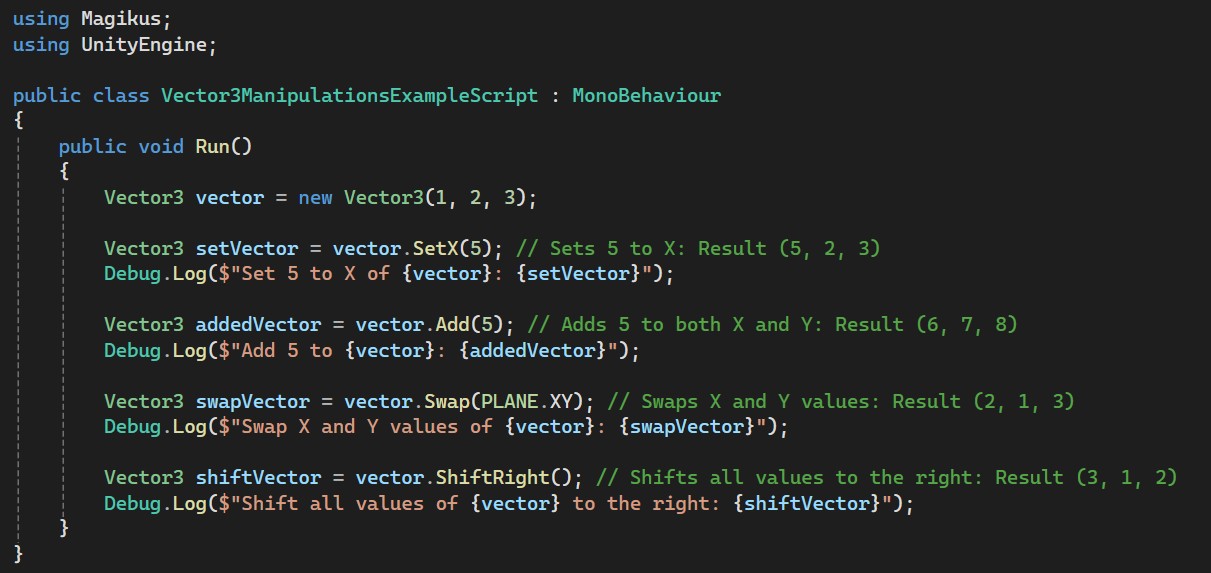 using Magikus;
using UnityEngine;

public class Vector3ManipulationsExampleScript : MonoBehaviour
{
    public void Run()
    {
        Vector3 vector = new Vector3(1, 2, 3);

        Vector3 setVector = vector.SetX(5); // Sets 5 to X: Result (5, 2, 3)
        Debug.Log($"Set 5 to X of {vector}: {setVector}");

        Vector3 addedVector = vector.Add(5); // Adds 5 to both X and Y: Result (6, 7, 8)
        Debug.Log($"Add 5 to {vector}: {addedVector}");

        Vector3 swapVector = vector.Swap(PLANE.XY); // Swaps X and Y values: Result (2, 1, 3)
        Debug.Log($"Swap X and Y values of {vector}: {swapVector}");

        Vector3 shiftVector = vector.ShiftRight(); // Shifts all values to the right: Result (3, 1, 2)
        Debug.Log($"Shift all values of {vector} to the right: {shiftVector}");
    }
}